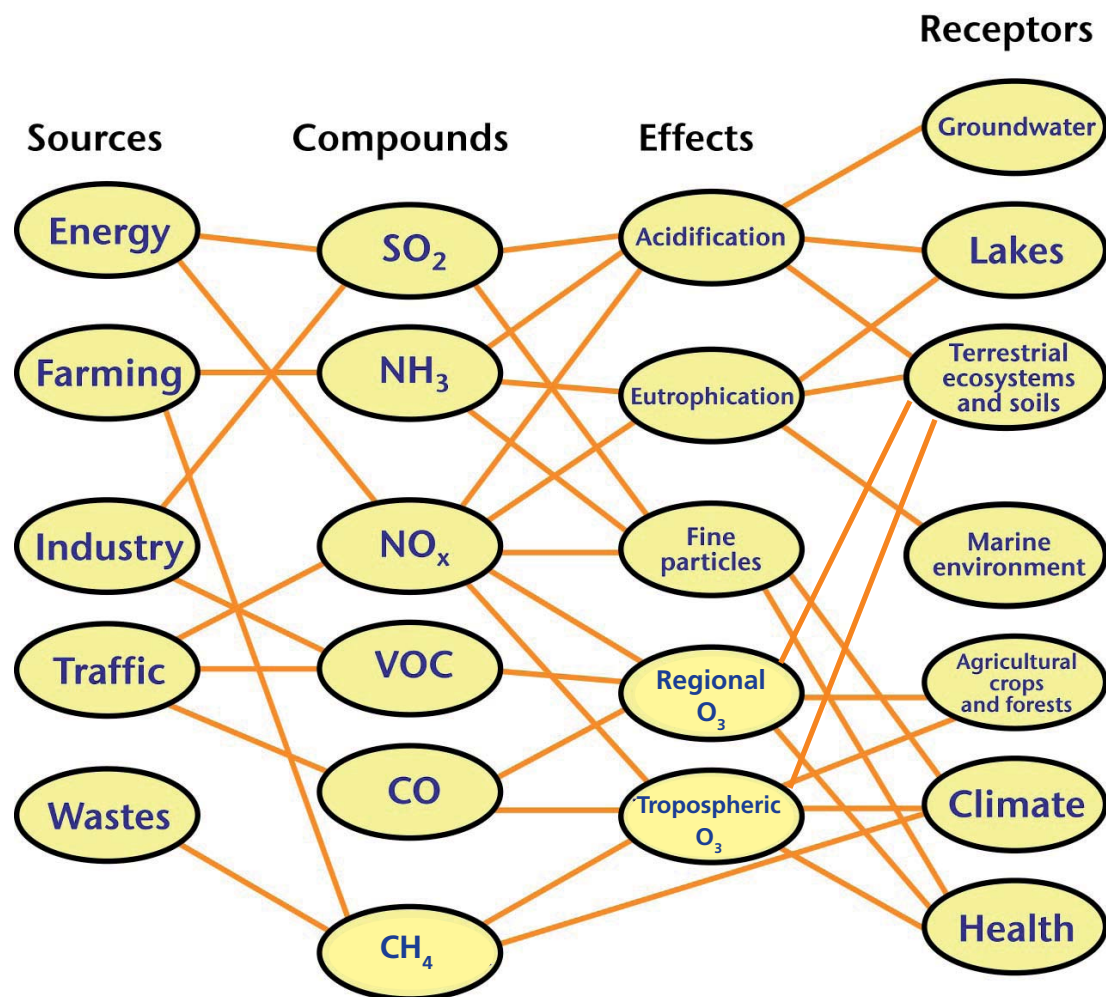 Receptors
Sources
Compounds
Effects
Energy
Farming
Industry
Traffic
Wastes
SO₂
NH₃
NOₓ
VOC
CO
CH₄
Acidification
Eutrophication
Fine
particles
Regional
O₃
Tropospheric
O₃
Groundwater
Lakes
Terrestrial
ecosystems
and soils
Marine
environment
Agricultural
crops
and forests
Climate
Health